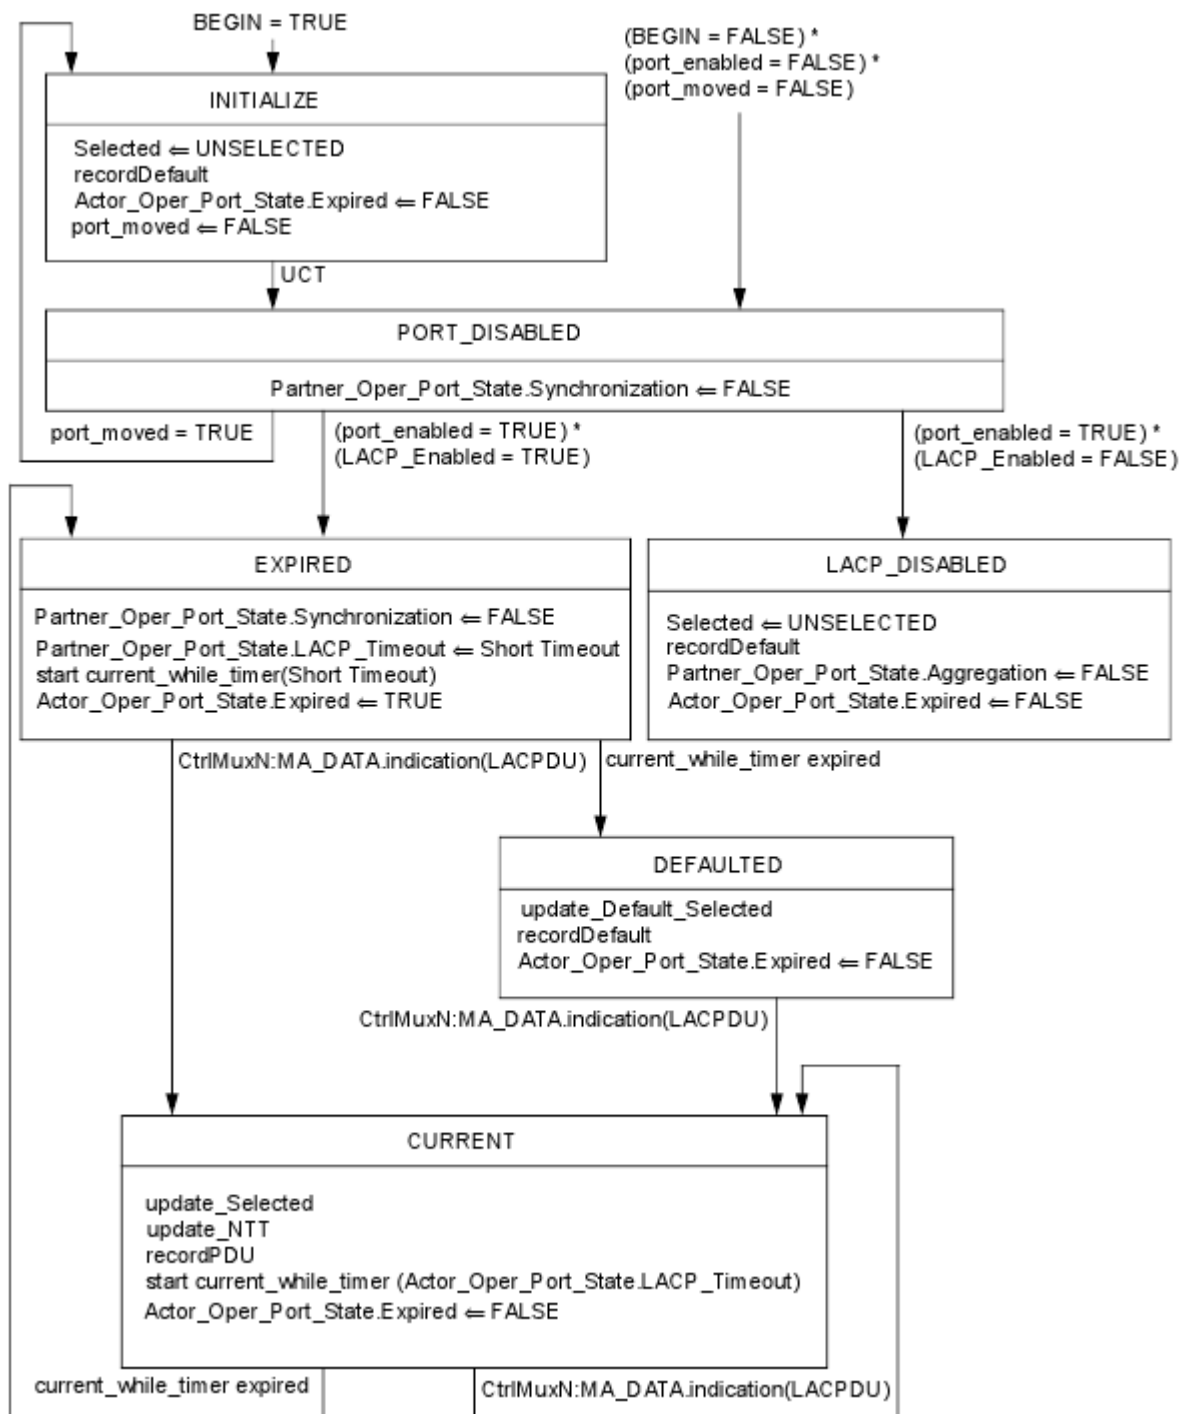 BEGIN = TRUE
(BEGIN = FALSE) *
(port_enabled = FALSE) *
(port_moved = FALSE)
INITIALIZE
Selected ⇐ UNSELECTED
recordDefault
Actor_Oper_Port_State.Expired ⇐ FALSE
port_moved ⇐ FALSE
UCT
PORT_DISABLED
Partner_Oper_Port_State.Synchronization ⇐ FALSE
port_moved = TRUE
(port_enabled = TRUE) *
(LACP_Enabled = TRUE)
(port_enabled = TRUE) *
(LACP_Enabled = FALSE)
EXPIRED
Partner_Oper_Port_State.Synchronization ⇐ FALSE
Partner_Oper_Port_State.LACP_Timeout ⇐ Short Timeout
start current_while_timer(Short Timeout)
Actor_Oper_Port_State.Expired ⇐ TRUE
LACP_DISABLED
Selected ⇐ UNSELECTED
recordDefault
Partner_Oper_Port_State.Aggregation ⇐ FALSE
Actor_Oper_Port_State.Expired ⇐ FALSE
CtrlMuxN:MA_DATA.indication(LACPDU)
current_while_timer expired
DEFAULTED
update_Default_Selected
recordDefault
Actor_Oper_Port_State.Expired ⇐ FALSE
CtrlMuxN:MA_DATA.indication(LACPDU)
CURRENT
update_Selected
update_NTT
recordPDU
start current_while_timer (Actor_Oper_Port_State.LACP_Timeout)
Actor_Oper_Port_State.Expired ⇐ FALSE
current_while_timer expired
CtrlMuxN:MA_DATA.indication(LACPDU)